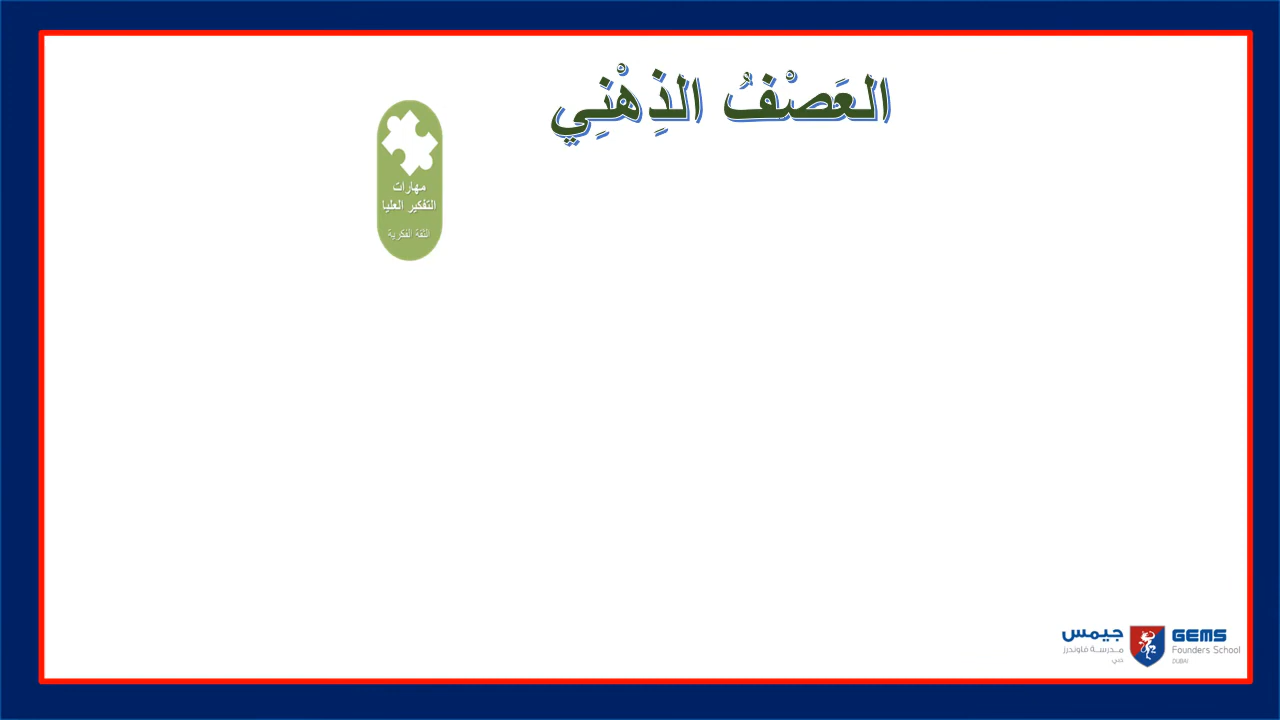 العَصْفُ الذِهْنِي
مهارات
التفكير العليا
الثقة الفكرية
جيمس
مدرسة فاوندرز
دبي
GEMS
Founders School
DUBAI